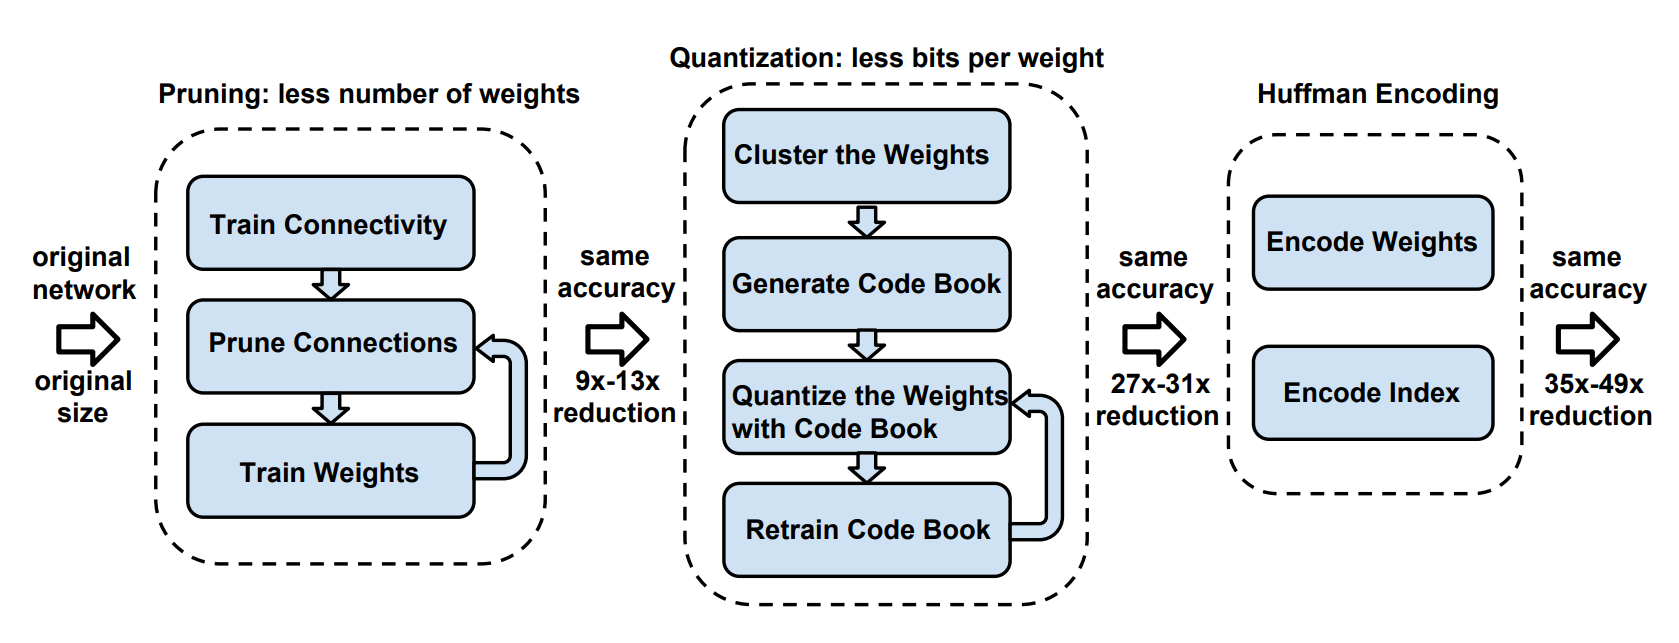 Pruning: less number of weights
Quantization: less bits per weight
Huffman Encoding
original
network
original
size
Train Connectivity
Prune Connections
Train Weights
same
accuracy
9x-13x
reduction
Cluster the Weights
Generate Code Book
Quantize the Weights
with Code Book
Retrain Code Book
same
accuracy
27x-31x
reduction
Encode Weights
Encode Index
same
accuracy
35x-49x
reduction